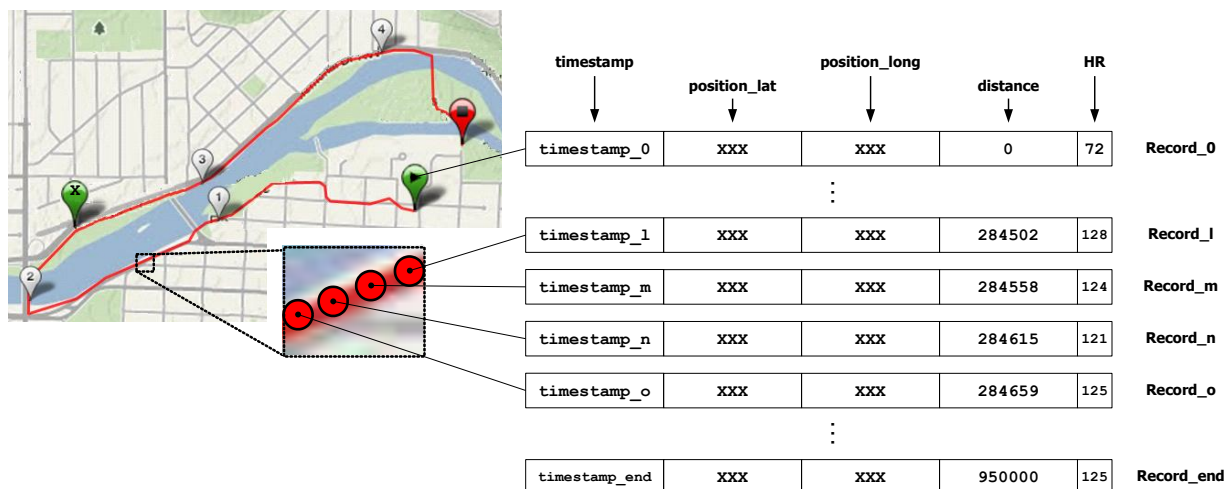 timestamp
position_lat
position_long
distance
HR
timestamp_0 XXX XXX 0 72 Record_0
timestamp_l XXX XXX 284502 128 Record_l
timestamp_m XXX XXX 284558 124 Record_m
timestamp_n XXX XXX 284615 121 Record_n
timestamp_o XXX XXX 284659 125 Record_o
timestamp_end XXX XXX 950000 125 Record_end
4
3
X
1
2